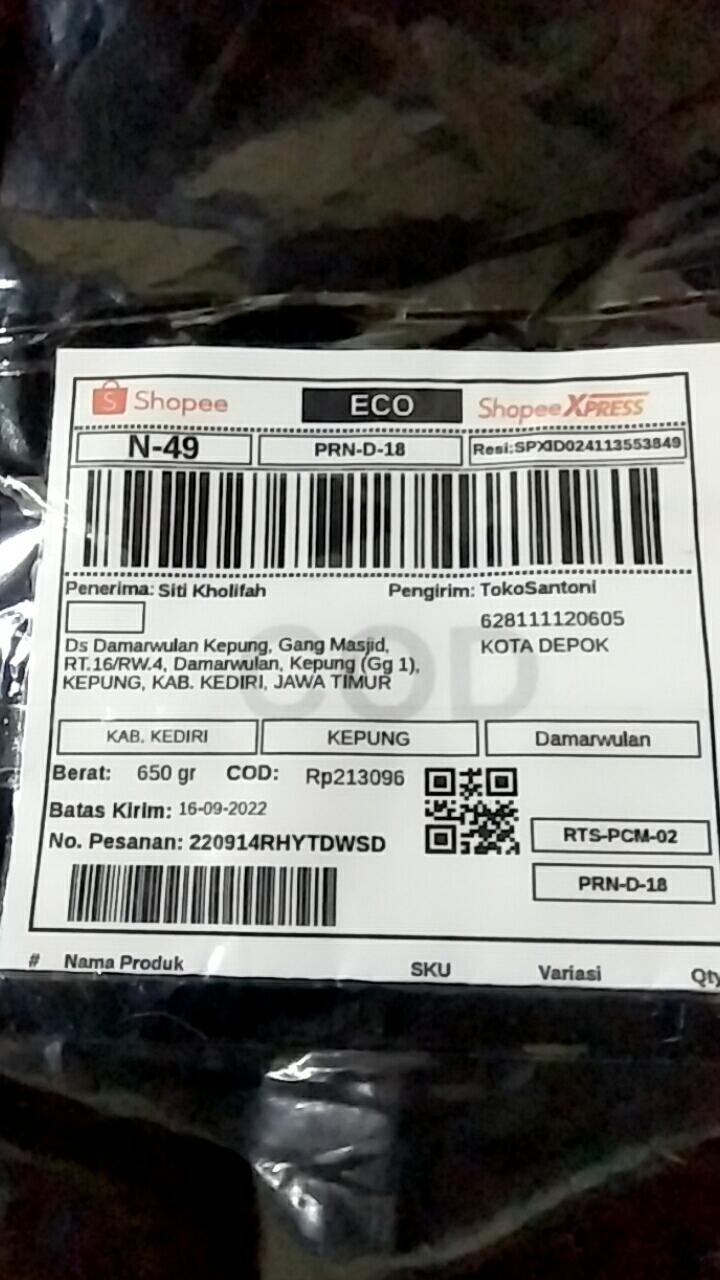 Shopee ECO Shopee XPRESS
N-49 PRN-D-18 Resi:SPXID024113553849
Penerima: Siti Kholifah Pengirim: TokoSantoni
628111120605
Ds Damarwulan Kepung, Gang Masjid, KOTA DEPOK
RT.16/RW.4, Damarwulan, Kepung (Gg 1),
KEPUNG, KAB. KEDIRI, JAWA TIMUR
COD
KAB. KEDIRI KEPUNG Damarwulan
Berat: 650 gr COD: Rp213096
Batas Kirim: 16-09-2022
No. Pesanan: 220914RHYTDWSD RTS-PCM-02
PRN-D-18
# Nama Produk SKU Variasi Qty